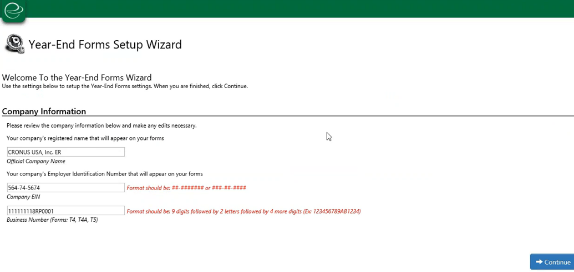 Year-End Forms Setup Wizard
Welcome To the Year-End Forms Wizard
Use the settings below to setup the Year-End Forms settings. When you are finished, click Continue.
Company Information
Please review the company information below and make any edits necessary.
Your company's registered name that will appear on your forms
CRONUS USA, Inc. ER
Official Company Name
Your company's Employer Identification Number that will appear on your forms
564-74-5674 Format should be: ##-####### or ###-##-####
Company EIN
111111118RP0001 Format should be: 9 digits followed by 2 letters followed by 4 more digits (Ex: 123456789AB1234)
Business Number (Forms: T4, T4A, T5)
Continue